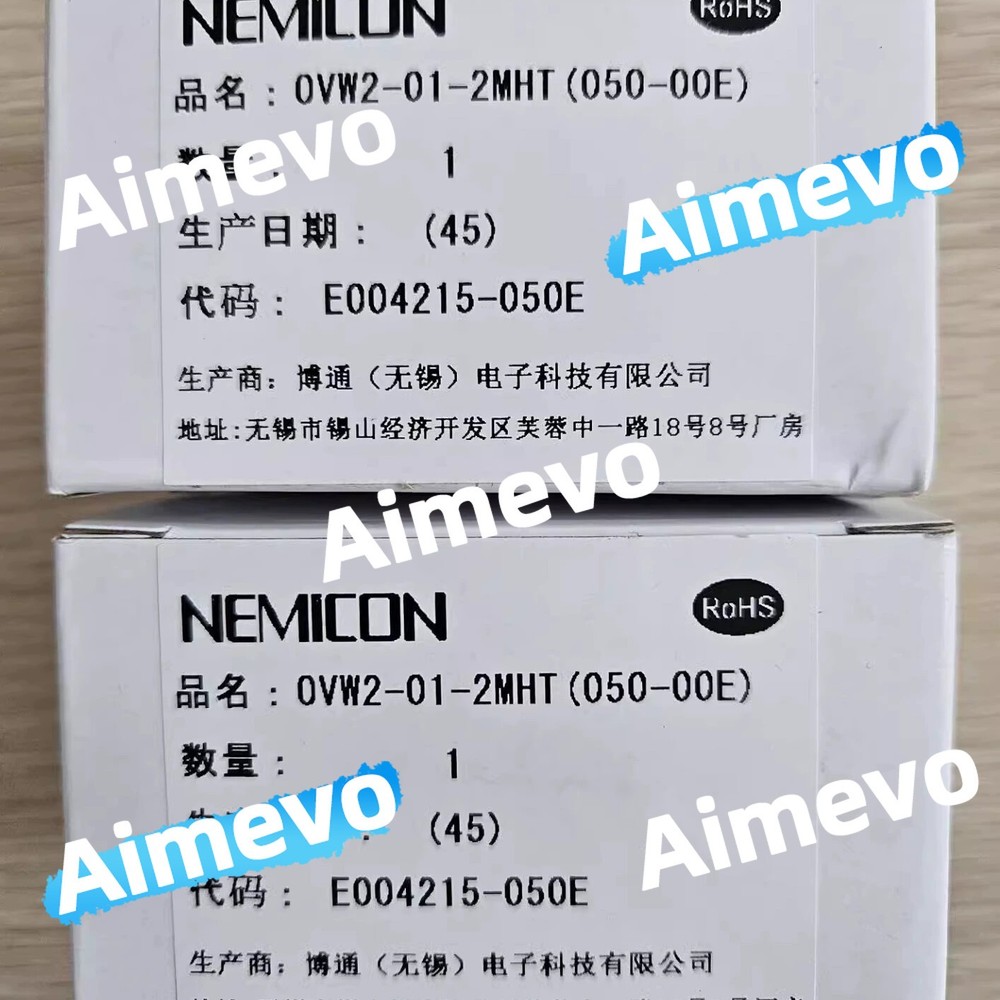 NEMICON
RoHS
品名：OVW2-01-2MHT(050-00E)
数量： 1
Aimevo
Aimevo
生产日期： (45)
代码： E004215-050E
生产商：博通（无锡）电子科技有限公司
地址:无锡市锡山经济开发区芙蓉中一路18号8号厂房
Aimevo
NEMICON
RoHS
品名：OVW2-01-2MHT(050-00E)
数量： 1
Aimevo
Aimevo
(45)
代码： E004215-050E
生产商：博通（无锡）电子科技有限公司